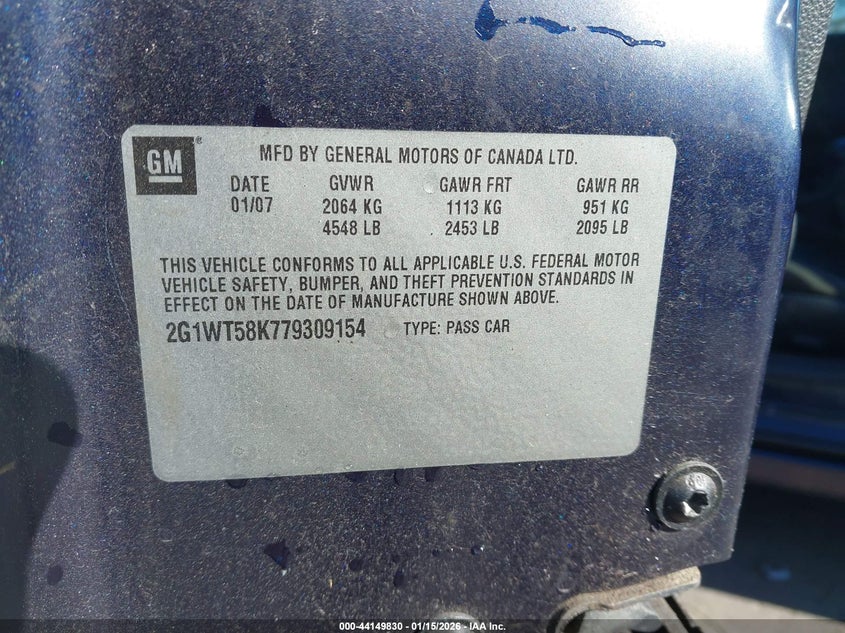 GM
MFD BY GENERAL MOTORS OF CANADA LTD.
DATE GVWR GAWR FRT GAWR RR
01/07 2064 KG 1113 KG 951 KG
4548 LB 2453 LB 2095 LB
THIS VEHICLE CONFORMS TO ALL APPLICABLE U.S. FEDERAL MOTOR
VEHICLE SAFETY, BUMPER, AND THEFT PREVENTION STANDARDS IN
EFFECT ON THE DATE OF MANUFACTURE SHOWN ABOVE.
2G1WT58K779309154 TYPE: PASS CAR
000-44149830 - 01/15/2026 - IAA Inc.